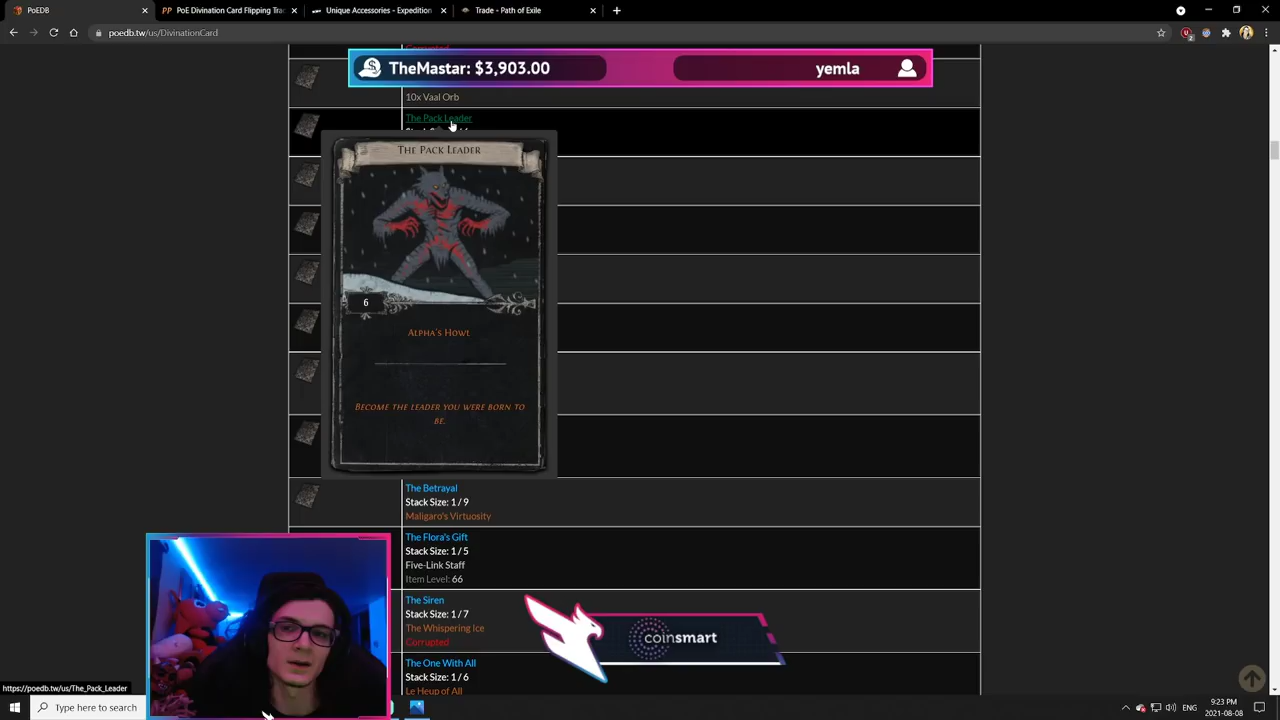 PoEDB
PoE Divination Card Flipping Trac
Unique Accessories - Expedition
Trade - Path of Exile
poedb.tw/us/DivinationCard
Corrupted
TheMastar: $3,903.00
yemla
10x Vaal Orb
The Pack Leader
The Pack Leader
6
Alpha's Howl
Become the leader you were born to
be.
The Betrayal
Stack Size: 1 / 9
Maligaro's Virtuosity
The Flora's Gift
Stack Size: 1 / 5
Five-Link Staff
Item Level: 66
The Siren
Stack Size: 1 / 7
The Whispering Ice
Corrupted
coinsmart
The One With All
Stack Size: 1 / 6
Le Heup of All
https://poedb.tw/us/The_Pack_Leader
Type here to search
9:23 PM
2021-08-08